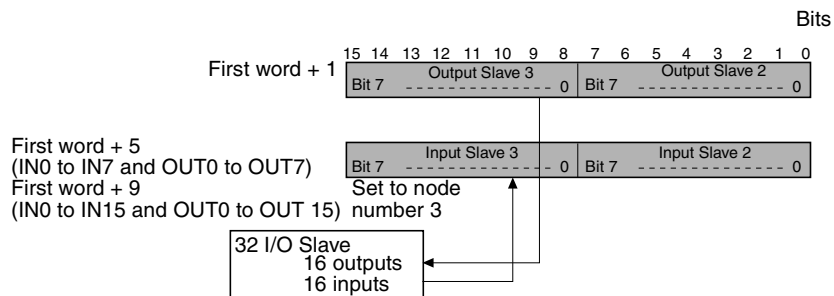 Bits
15 14 13 12 11 10 9 8 7 6 5 4 3 2 1 0
First word + 1
Output Slave 3
Output Slave 2
Bit 7 ------------- 0 Bit 7 ------------- 0
First word + 5
(IN0 to IN7 and OUT0 to OUT7)
Input Slave 3
Input Slave 2
Bit 7 ------------- 0 Bit 7 ------------- 0
First word + 9
(IN0 to IN15 and OUT0 to OUT 15)
Set to node
number 3
32 I/O Slave
16 outputs
16 inputs